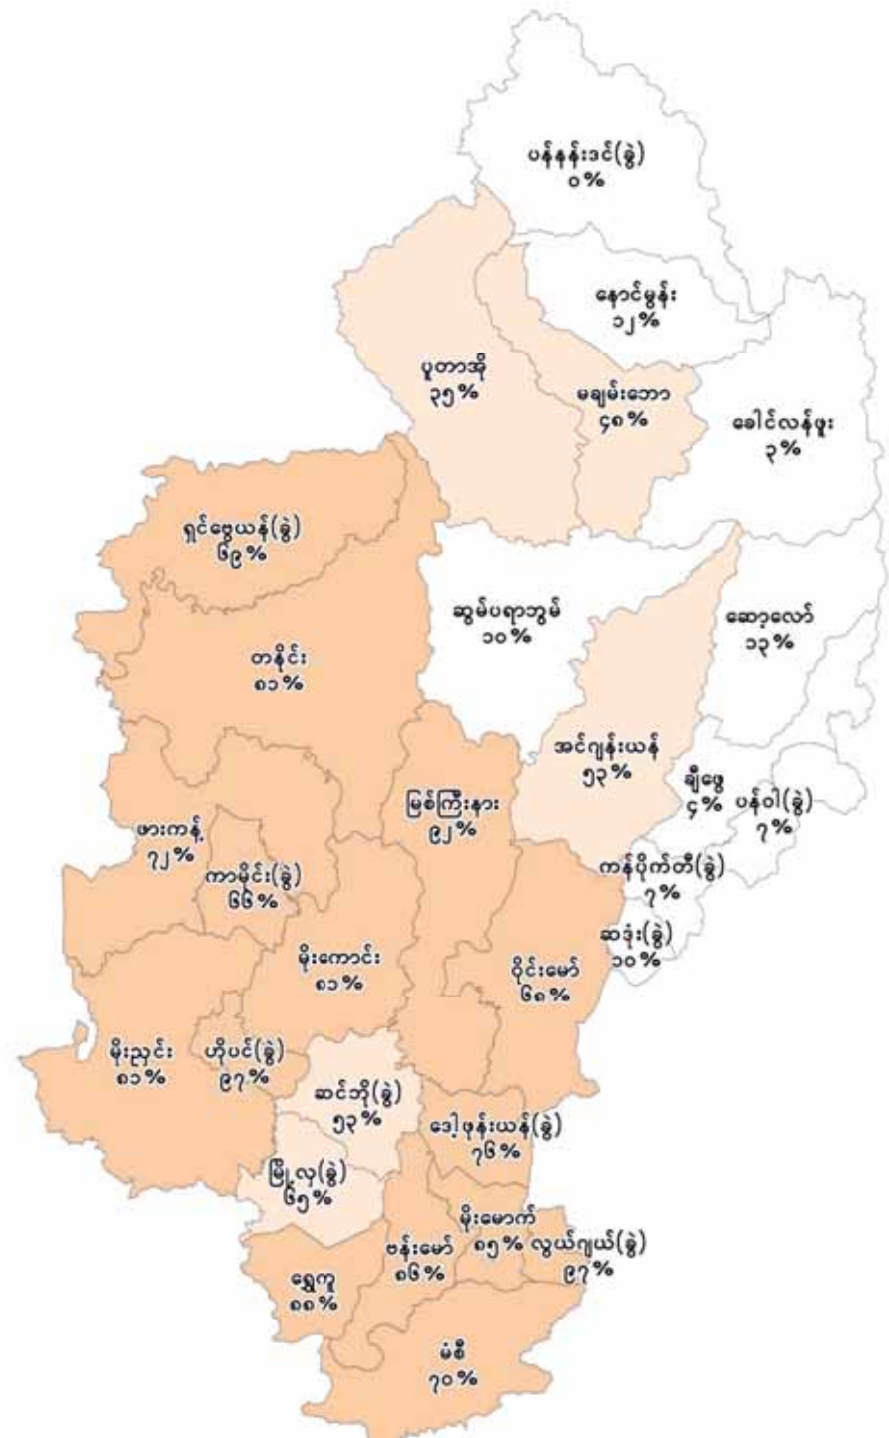 ပန်နန်းဒင်(ခွဲ)
၀%
နောင်မွန်း
၁၂%
ပူတာအို
၃၅%
မချမ်းဘော
၄၈%
ခေါင်လန်ဖူး
၃%
ရှင်ဗွေယန်(ခွဲ)
၆၉%
ဆွမ်ပရာဘွမ်
၁၀%
ဆော့လော်
၁၃%
တနိုင်း
၈၁%
အင်ဂျန်းယန်
၅၃%
ချီဖွေ
၄%
ပန်ဝါ(ခွဲ)
၇%
မြစ်ကြီးနား
၉၂%
ဖားကန့်
၇၂%
ကာမိုင်း(ခွဲ)
၆၆%
ကန်ပိုက်တီ(ခွဲ)
၇%
ဆဒုံး(ခွဲ)
၁၀%
မိုးကောင်း
၈၁%
ဝိုင်းမော်
၆၈%
မိုးညှင်း
၈၁%
ဟိုပင်(ခွဲ)
၉၇%
ဆင်ဘို(ခွဲ)
၅၃%
ဒေါ့ဖုန်းယန်(ခွဲ)
၇၆%
မြို့လှ(ခွဲ)
၆၅%
မိုးမောက်
၈၅%
လွယ်ဂျယ်(ခွဲ)
၉၇%
ဗန်းမော်
၈၆%
ရွှေကူ
၈၈%
မံစီ
၇၀%